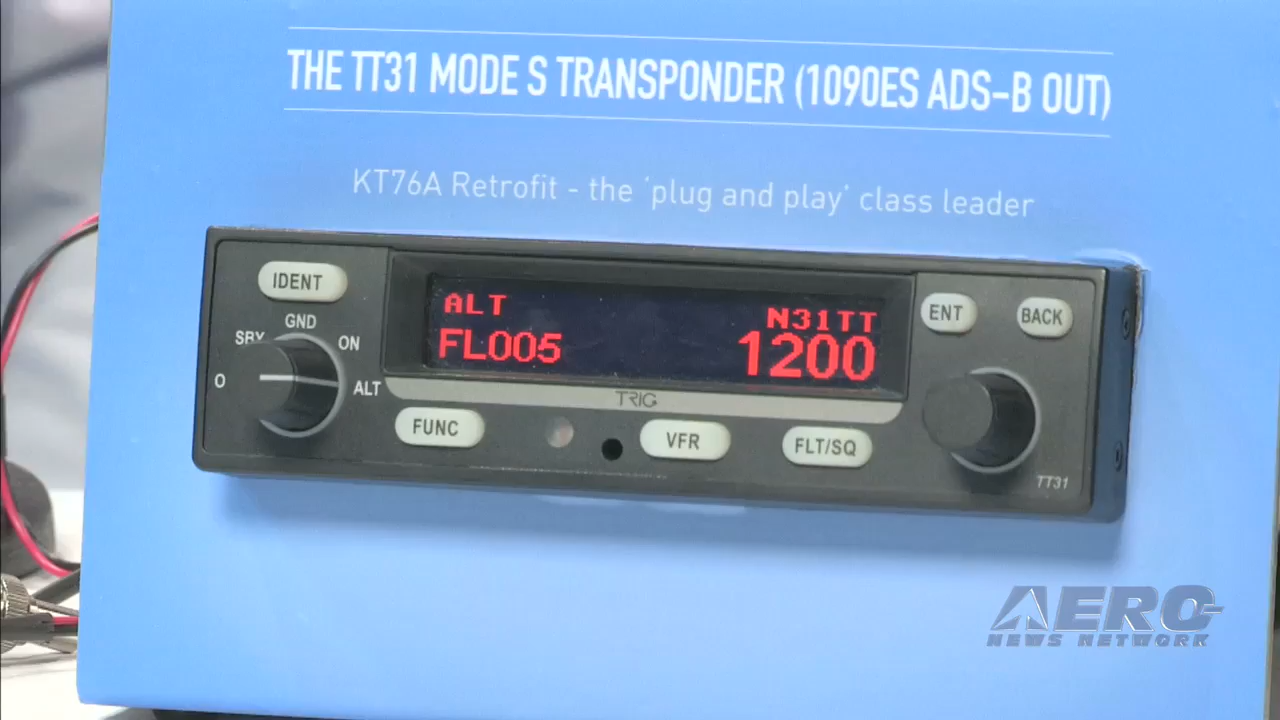 THE TT31 MODE S TRANSPONDER (1090ES ADS-B OUT)
KT76A Retrofit - the 'plug and play' class leader
IDENT
GND
SBY
ON
O
ALT
ALT
N31TT
FL005
1200
ENT
BACK
TRIG
FUNC
VFR
FLT/SQ
TT31
AERO
NEWS NETWORK